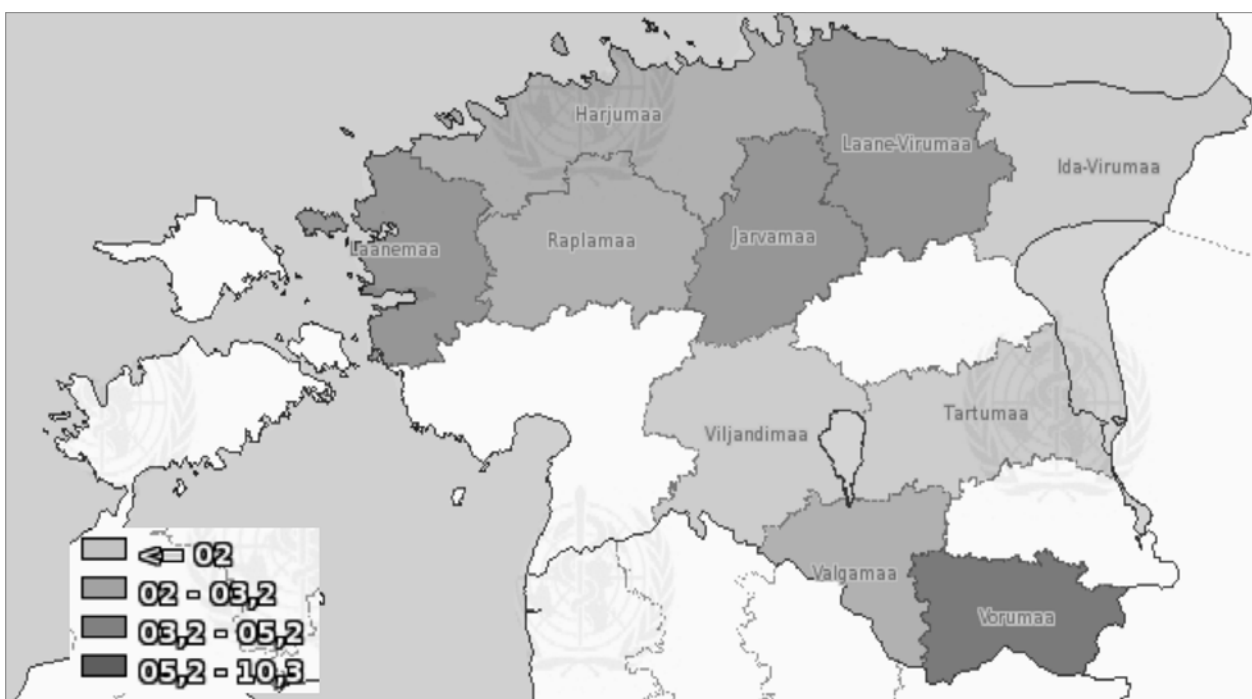 Harjumaa
Laane-Virumaa
Ida-Virumaa
Laanemaa
Raplamaa
Jarvamaa
Viljandimaa
Tartumaa
Valgamaa
Vorumaa
<= 02
02 - 03,2
03,2 - 05,2
05,2 - 10,3